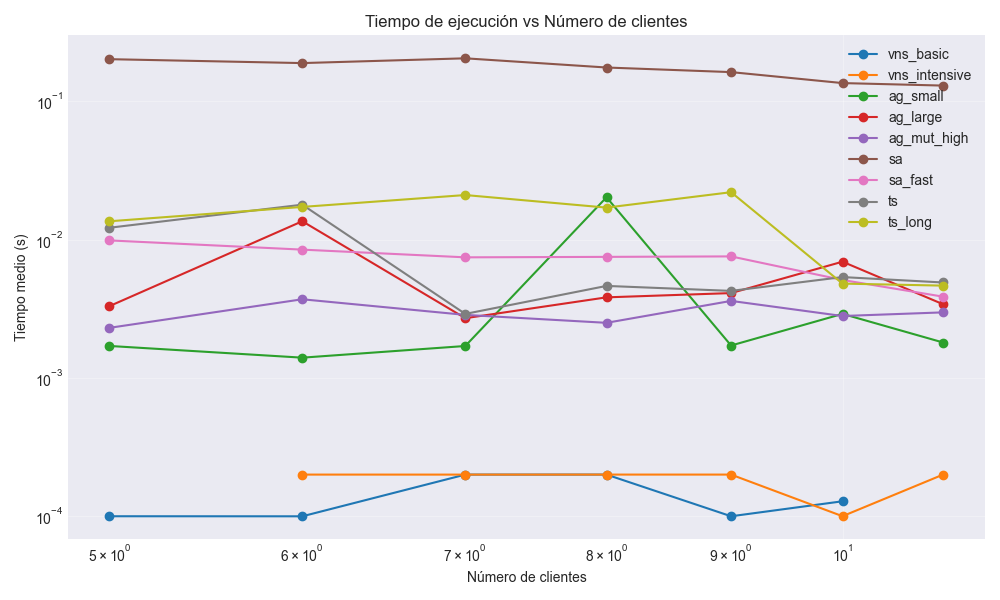 Tiempo de ejecución vs Número de clientes
vns_basic
vns_intensive
ag_small
ag_large
ag_mut_high
sa
sa_fast
ts
ts_long
Tiempo medio (s)
10⁻¹
10⁻²
10⁻³
10⁻⁴
5 × 10⁰ 6 × 10⁰ 7 × 10⁰ 8 × 10⁰ 9 × 10⁰ 10¹
Número de clientes